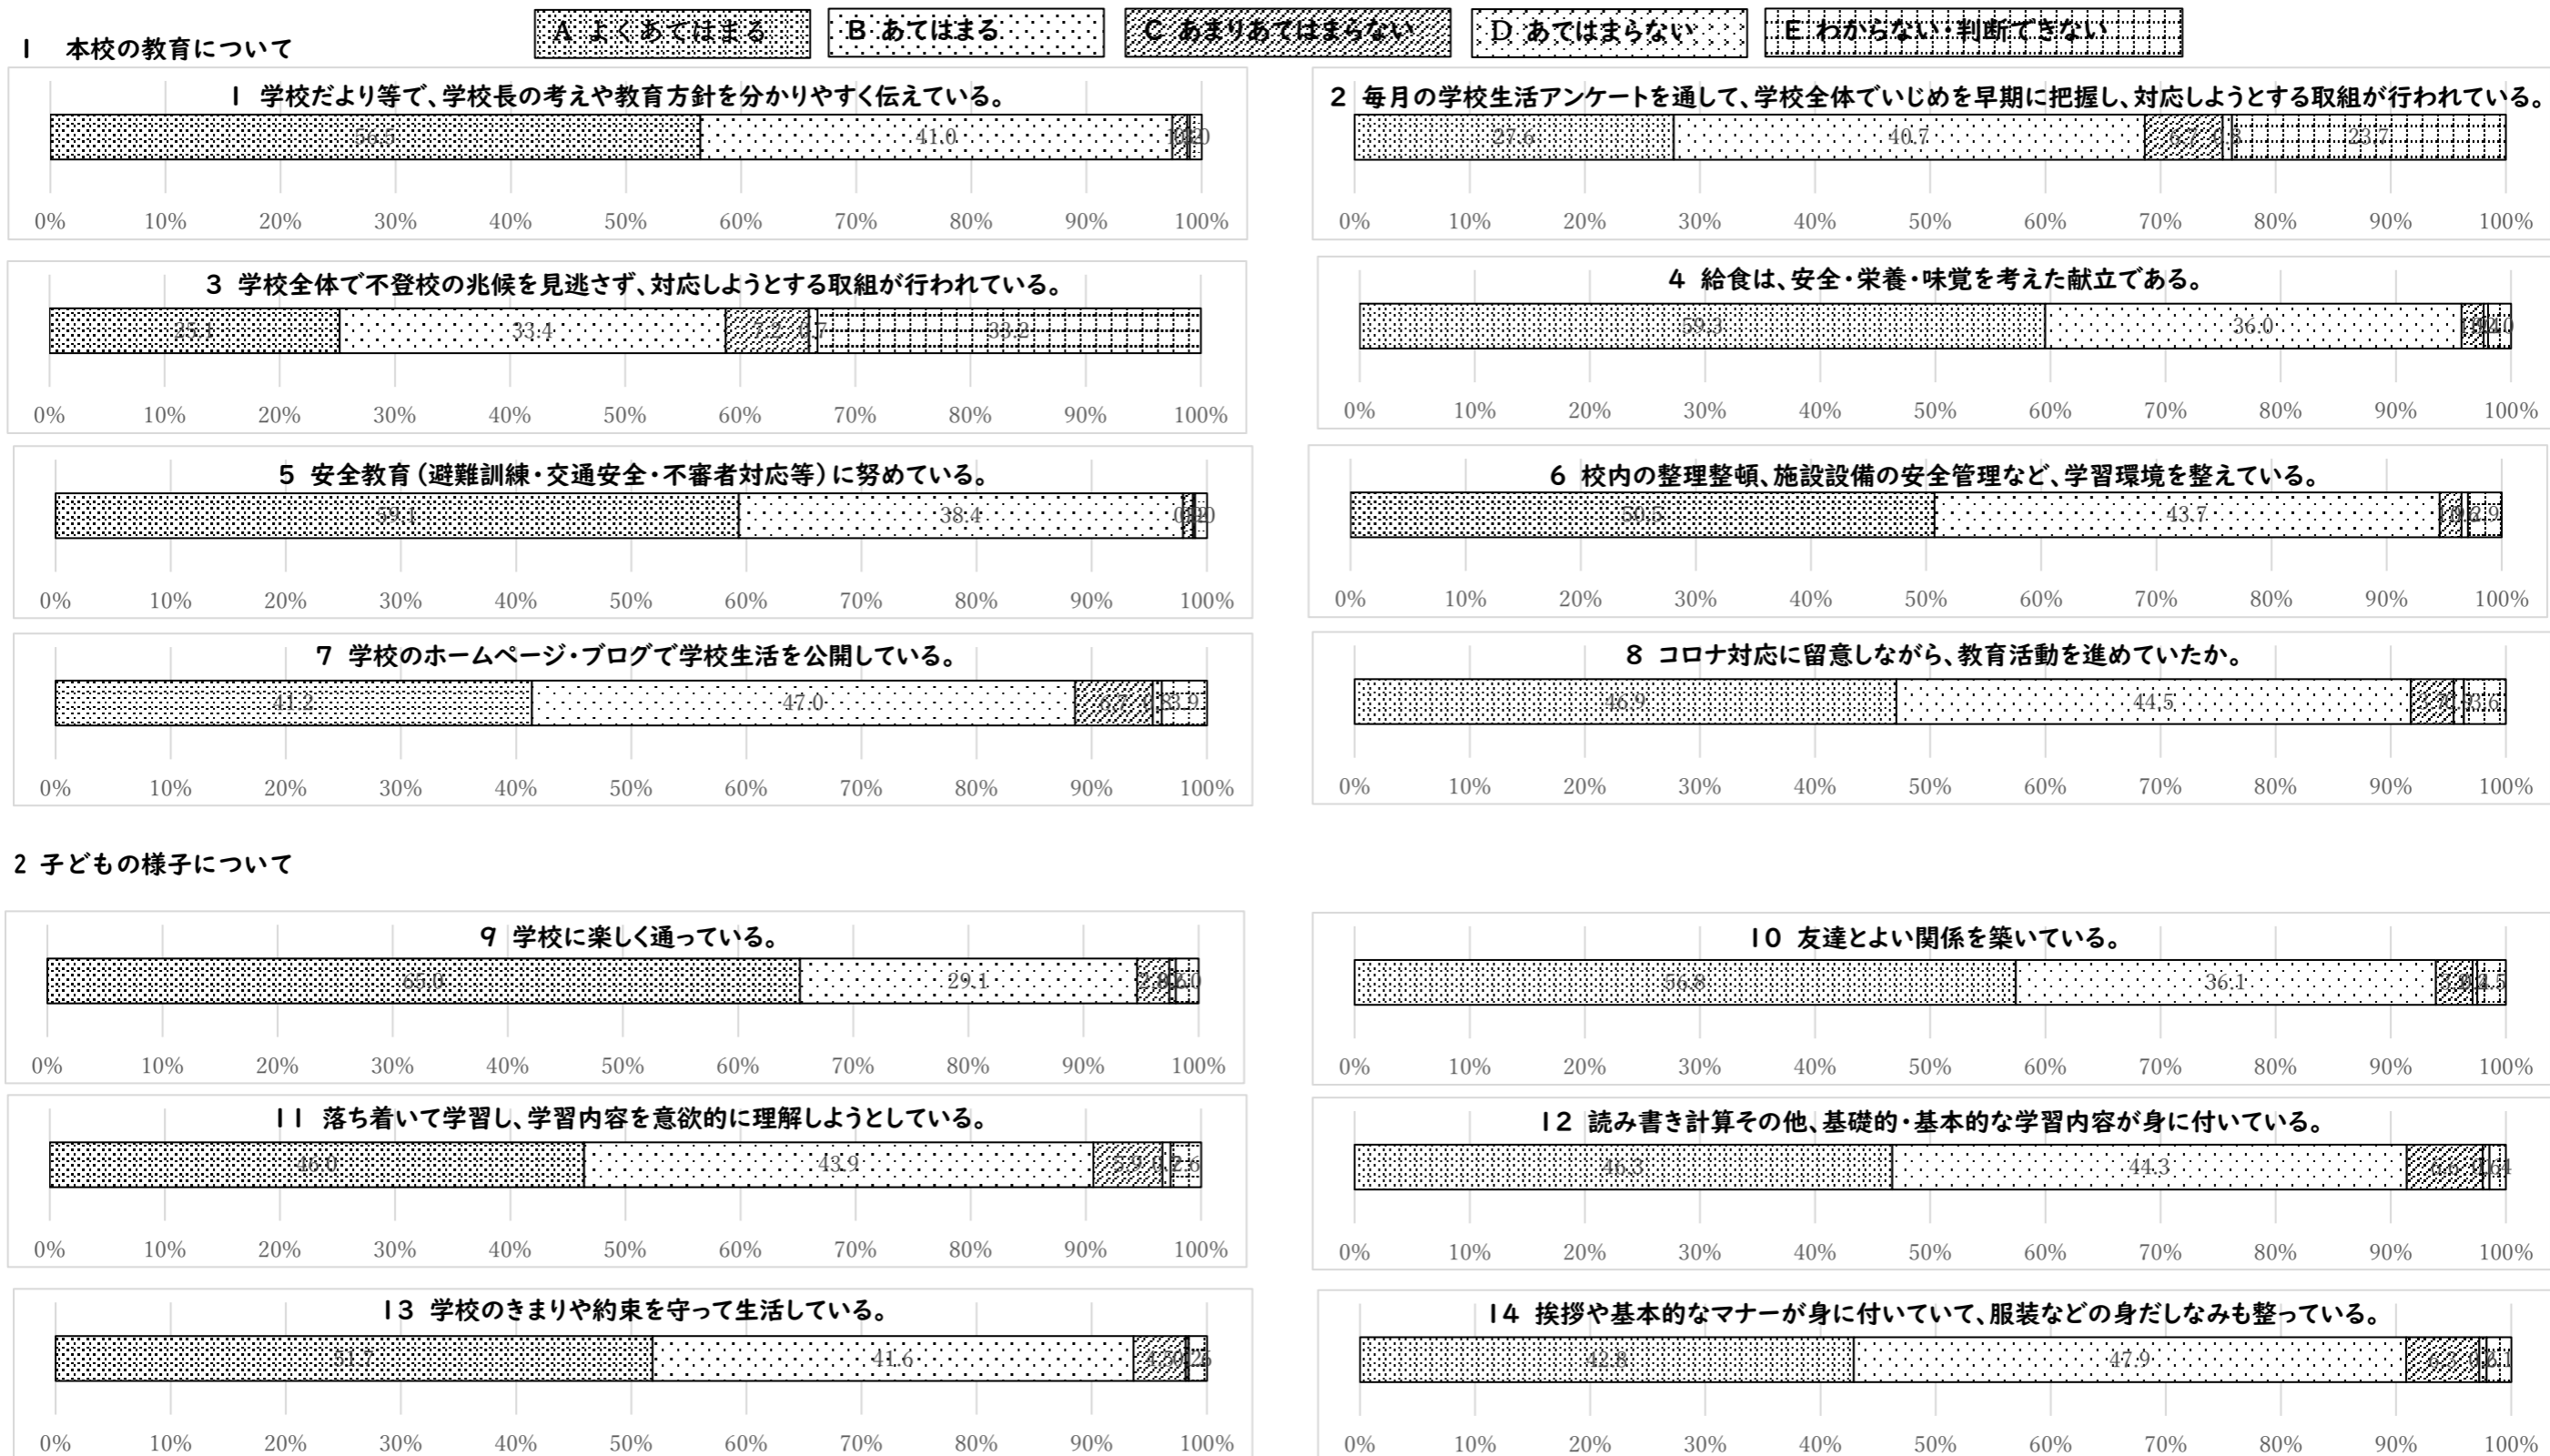 1 本校の教育について
A よくあてはまる
B あてはまる
C あまりあてはまらない
D あてはまらない
E わからない・判断できない
1 学校だより等で、学校長の考えや教育方針を分かりやすく伝えている。
56.5 41.0
0% 10% 20% 30% 40% 50% 60% 70% 80% 90% 100%
2 毎月の学校生活アンケートを通して、学校全体でいじめを早期に把握し、対応しようとする取組が行われている。
27.6 40.7 6.7 0.8 23.7
0% 10% 20% 30% 40% 50% 60% 70% 80% 90% 100%
3 学校全体で不登校の兆候を見逃さず、対応しようとする取組が行われている。
25.1 33.4 7.2 0.7 33.2
0% 10% 20% 30% 40% 50% 60% 70% 80% 90% 100%
4 給食は、安全・栄養・味覚を考えた献立である。
59.3 36.0
0% 10% 20% 30% 40% 50% 60% 70% 80% 90% 100%
5 安全教育(避難訓練・交通安全・不審者対応等)に努めている。
59.1 38.4
0% 10% 20% 30% 40% 50% 60% 70% 80% 90% 100%
6 校内の整理整頓、施設設備の安全管理など、学習環境を整えている。
50.5 43.7 2.9
0% 10% 20% 30% 40% 50% 60% 70% 80% 90% 100%
7 学校のホームページ・ブログで学校生活を公開している。
41.2 47.0 6.7 0.8 3.9
0% 10% 20% 30% 40% 50% 60% 70% 80% 90% 100%
8 コロナ対応に留意しながら、教育活動を進めていたか。
46.9 44.5 3.6
0% 10% 20% 30% 40% 50% 60% 70% 80% 90% 100%
2 子どもの様子について
9 学校に楽しく通っている。
65.0 29.1 2.0
0% 10% 20% 30% 40% 50% 60% 70% 80% 90% 100%
10 友達とよい関係を築いている。
56.8 36.1
0% 10% 20% 30% 40% 50% 60% 70% 80% 90% 100%
11 落ち着いて学習し、学習内容を意欲的に理解しようとしている。
46.0 43.9 5.9 2.6
0% 10% 20% 30% 40% 50% 60% 70% 80% 90% 100%
12 読み書き計算その他、基礎的・基本的な学習内容が身に付いている。
46.3 44.3 6.6
0% 10% 20% 30% 40% 50% 60% 70% 80% 90% 100%
13 学校のきまりや約束を守って生活している。
51.7 41.6
0% 10% 20% 30% 40% 50% 60% 70% 80% 90% 100%
14 挨拶や基本的なマナーが身に付いていて、服装などの身だしなみも整っている。
42.8 47.9 6.3
0% 10% 20% 30% 40% 50% 60% 70% 80% 90% 100%